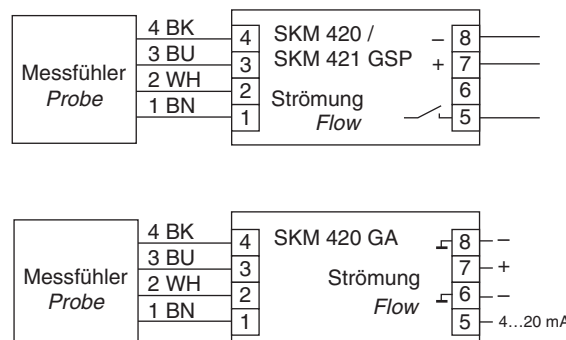 4 BK
3 BU
2 WH
1 BN
Messfühler
Probe
4
3
2
1
SKM 420 /
SKM 421 GSP
Strömung
Flow
– 8
+ 7
6
5
4 BK
3 BU
2 WH
1 BN
Messfühler
Probe
4
3
2
1
SKM 420 GA
Strömung
Flow
8 –
7 +
6 –
5 4...20 mA